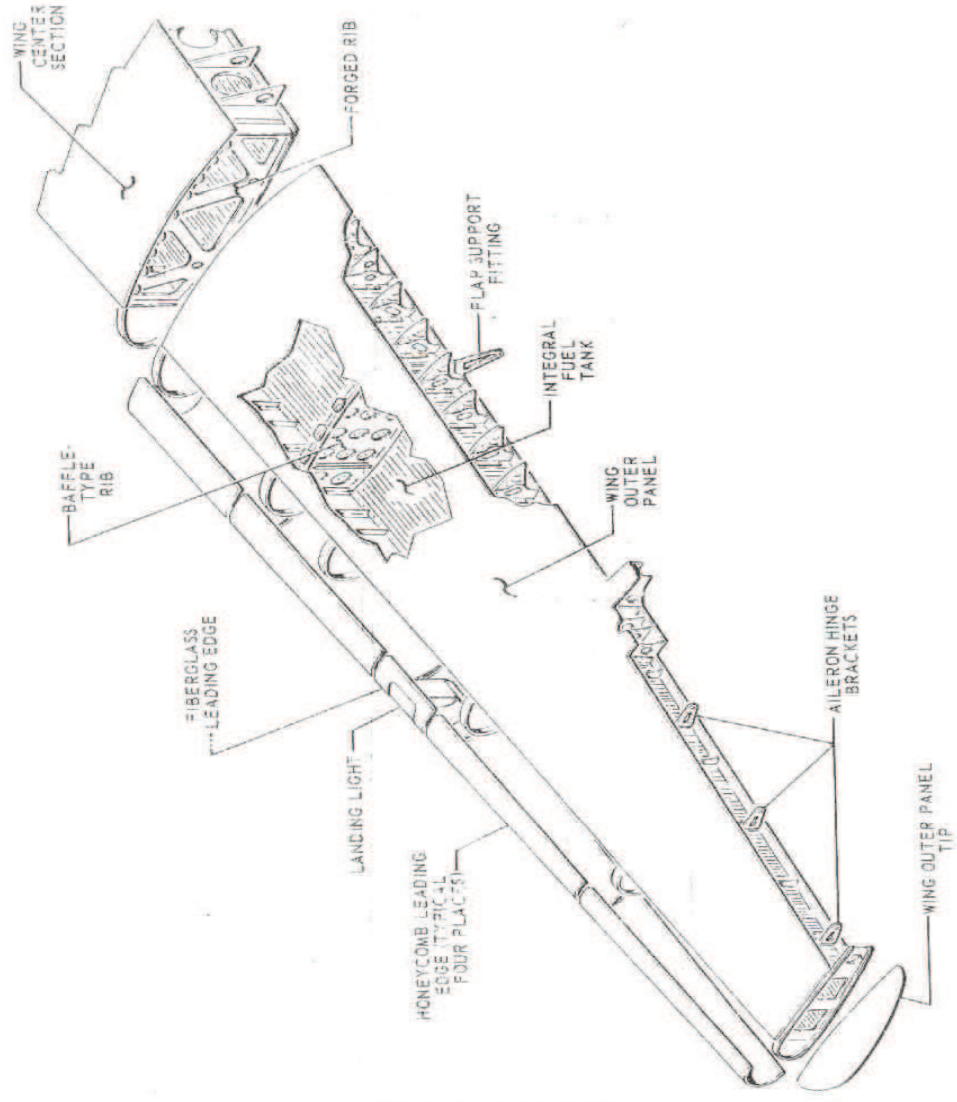 WING
CENTER
SECTION
FORGED RIB
FLAP SUPPORT
FITTING
INTEGRAL
FUEL
TANK
BAFFLE-
TYPE
RIB
WING
OUTER
PANEL
FIBERGLASS
LEADING EDGE
LANDING LIGHT
HONEYCOMB LEADING
EDGE (TYPICAL
FOUR PLACES)
AILERON HINGE
BRACKETS
WING OUTER PANEL
TIP